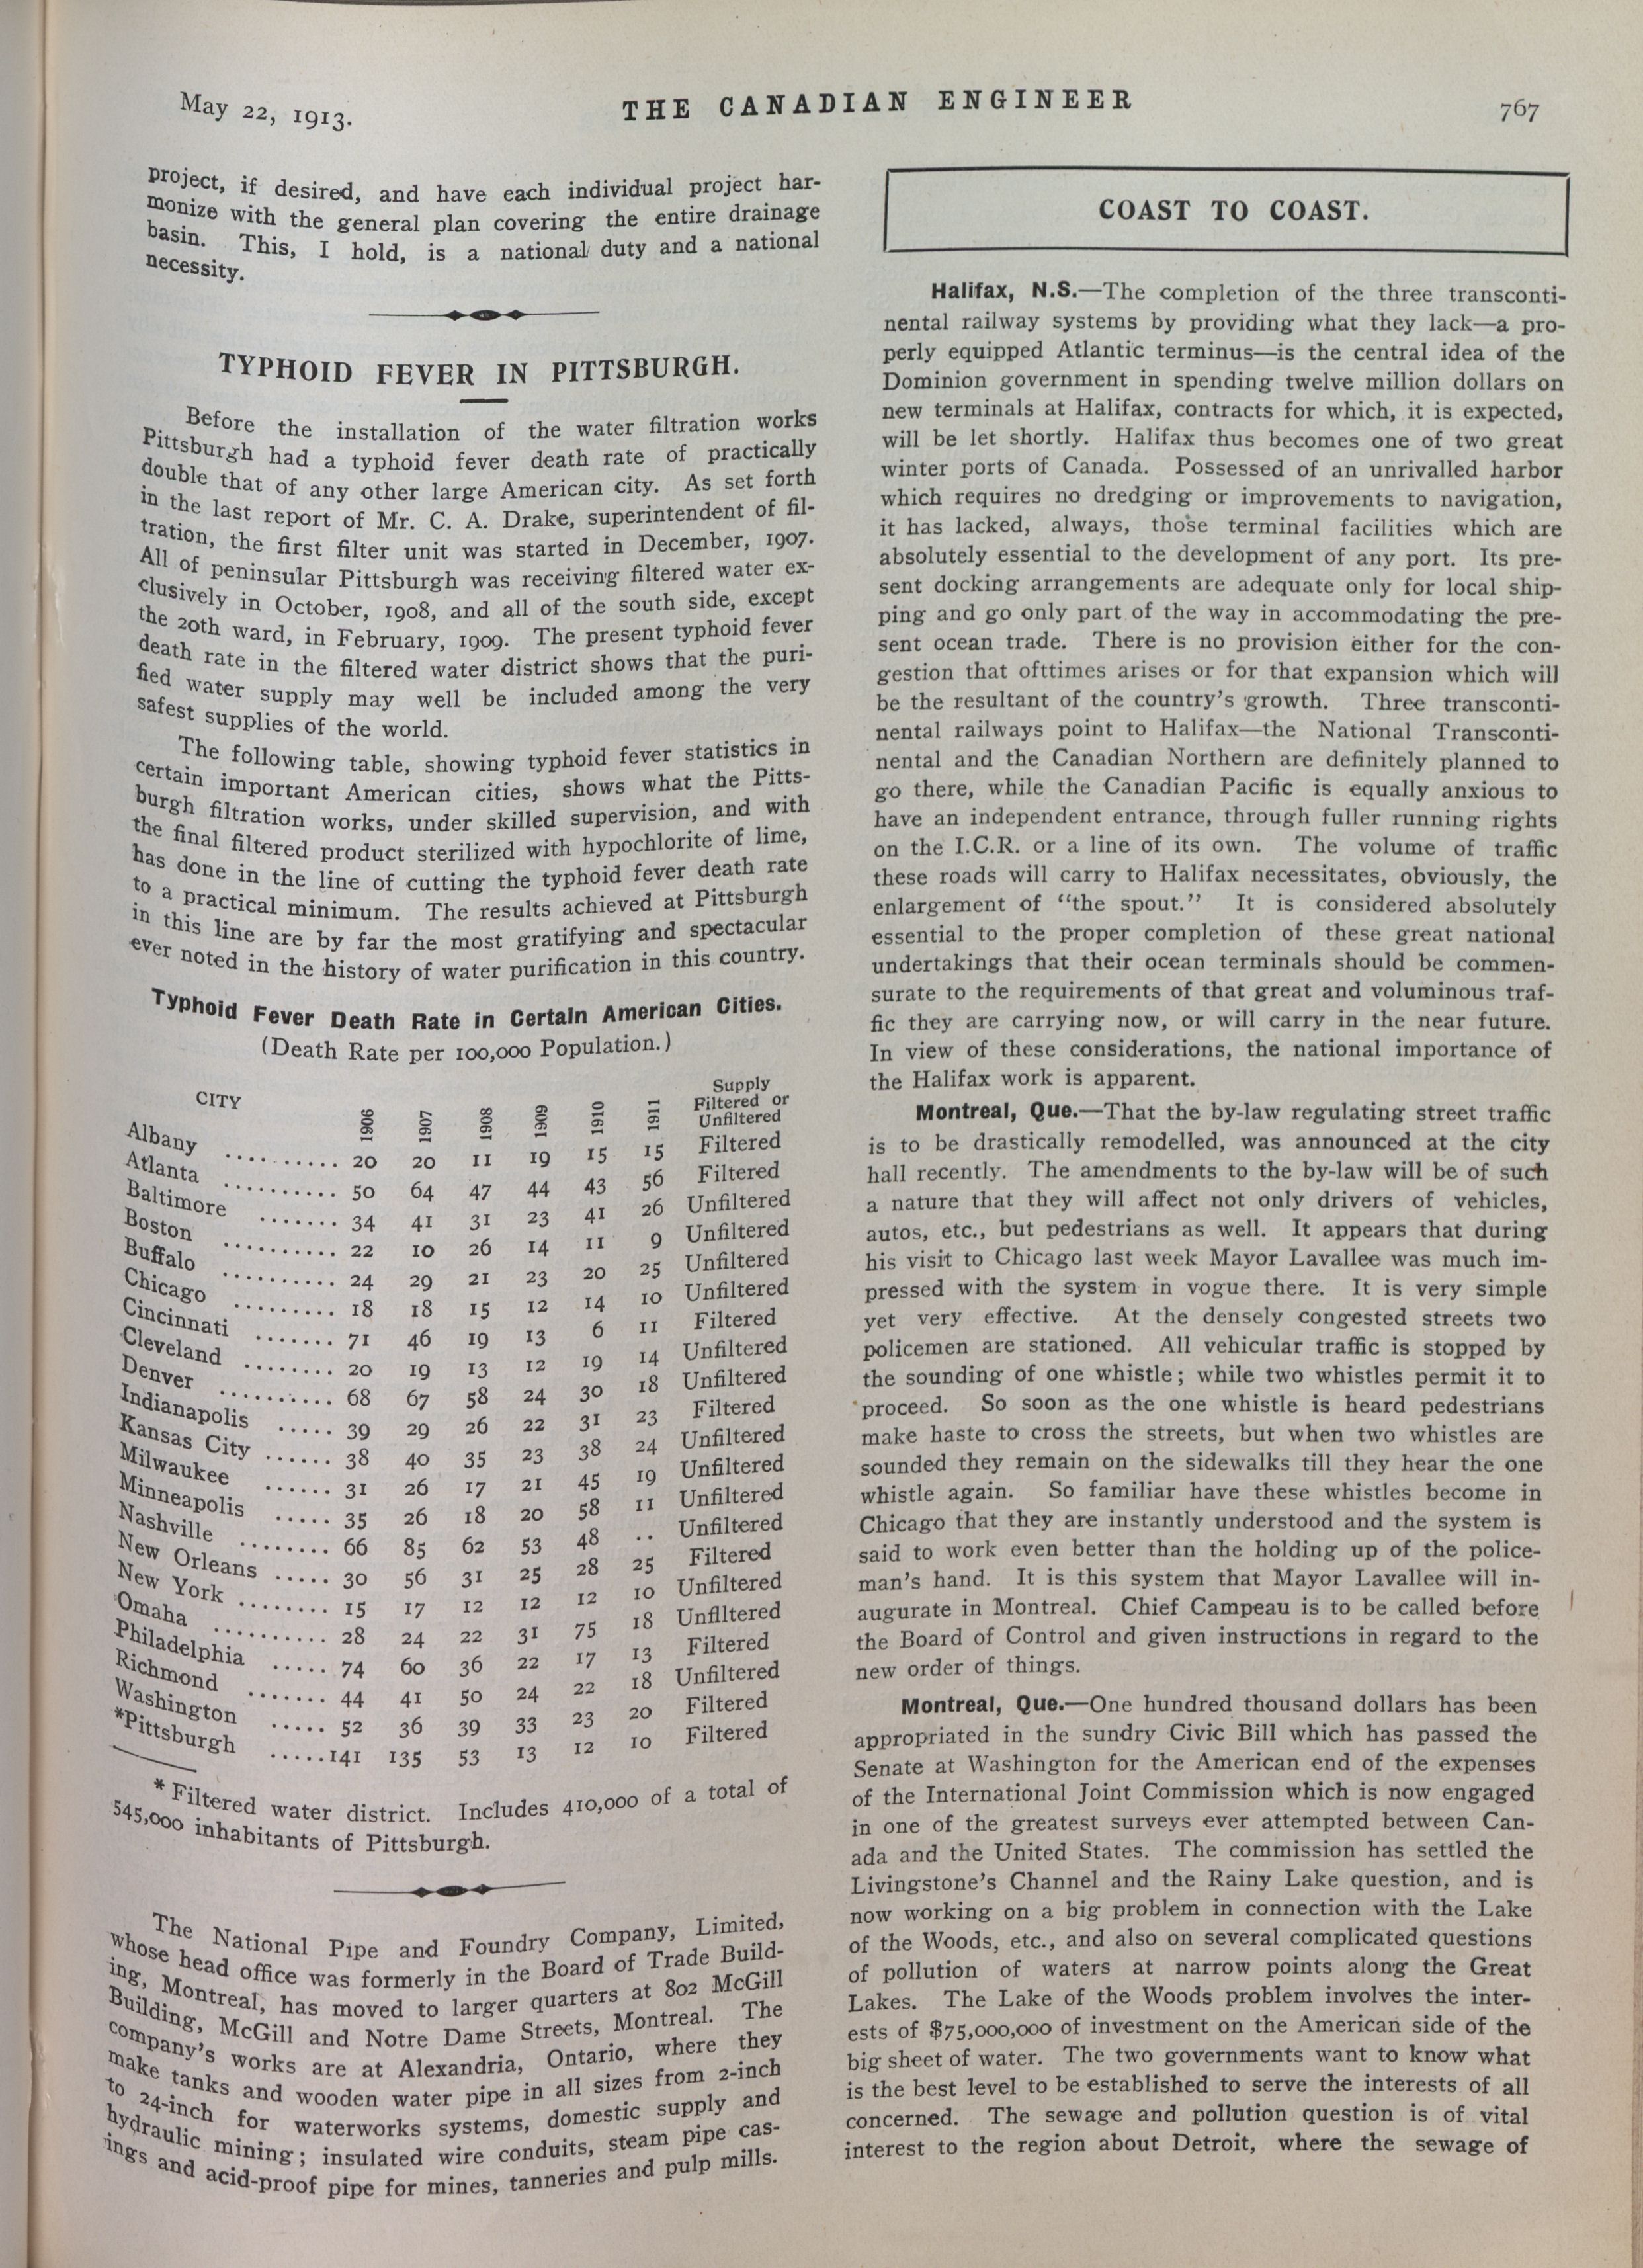 May 22, 1913.
THE CANADIAN ENGINEER
767
project, if desired, and have each individual project har-
monize with the general plan covering the entire drainage
basin. This, I hold, is a national duty and a national
necessity.
TYPHOID FEVER IN PITTSBURGH.
Before the installation of the water filtration works
Pittsburgh had a typhoid fever death rate of practically
double that of any other large American city. As set forth
in the last report of Mr. C. A. Drake, superintendent of fil-
tration, the first filter unit was started in December, 1907.
All of peninsular Pittsburgh was receiving filtered water ex-
clusively in October, 1908, and all of the south side, except
the 20th ward, in February, 1909. The present typhoid fever
death rate in the filtered water district shows that the puri-
fied water supply may well be included among the very
safest supplies of the world.
The following table, showing typhoid fever statistics in
certain important American cities, shows what the Pitts-
burgh filtration works, under skilled supervision, and with
the final filtered product sterilized with hypochlorite of lime,
has done in the line of cutting the typhoid fever death rate
to a practical minimum. The results achieved at Pittsburgh
in this line are by far the most gratifying and spectacular
ever noted in the history of water purification in this country.
Typhoid Fever Death Rate in Certain American Cities.
(Death Rate per 100,000 Population.)
CITY 1906 1907 1908 1909 1910 1911 Supply Filtered or Unfiltered
Albany .......... 20 20 11 19 15 15 Filtered
Atlanta .......... 50 64 47 44 43 56 Filtered
Baltimore ....... 34 41 31 23 41 26 Unfiltered
Boston .......... 22 10 26 14 11 9 Unfiltered
Buffalo .......... 24 29 21 23 20 25 Unfiltered
Chicago ......... 18 18 15 12 14 10 Unfiltered
Cincinnati ....... 71 46 19 13 6 11 Filtered
Cleveland ........ 20 19 13 12 19 14 Unfiltered
Denver .......... 68 67 58 24 30 18 Unfiltered
Indianapolis ..... 39 29 26 22 31 23 Filtered
Kansas City ...... 38 40 35 23 38 24 Unfiltered
Milwaukee ...... 31 26 17 21 45 19 Unfiltered
Minneapolis ..... 35 26 18 20 58 11 Unfiltered
Nashville ........ 66 85 62 53 48 .. Unfiltered
New Orleans ..... 30 56 31 25 28 25 Filtered
New York ........ 15 17 12 12 12 10 Unfiltered
Omaha .......... 28 24 22 31 75 18 Unfiltered
Philadelphia ..... 74 60 36 22 17 13 Filtered
Richmond ....... 44 41 50 24 22 18 Unfiltered
Washington ..... 52 36 39 33 23 20 Filtered
*Pittsburgh .....141 135 53 13 12 10 Filtered
* Filtered water district. Includes 410,000 of a total of
545,000 inhabitants of Pittsburgh.
The National Pipe and Foundry Company, Limited,
whose head office was formerly in the Board of Trade Build-
ing, Montreal, has moved to larger quarters at 802 McGill
Building, McGill and Notre Dame Streets, Montreal. The
company's works are at Alexandria, Ontario, where they
make tanks and wooden water pipe in all sizes from 2-inch
to 24-inch for waterworks systems, domestic supply and
hydraulic mining; insulated wire conduits, steam pipe cas-
ings and acid-proof pipe for mines, tanneries and pulp mills.
COAST TO COAST.
Halifax, N.S.—The completion of the three transconti-
nental railway systems by providing what they lack—a pro-
perly equipped Atlantic terminus—is the central idea of the
Dominion government in spending twelve million dollars on
new terminals at Halifax, contracts for which, it is expected,
will be let shortly. Halifax thus becomes one of two great
winter ports of Canada. Possessed of an unrivalled harbor
which requires no dredging or improvements to navigation,
it has lacked, always, those terminal facilities which are
absolutely essential to the development of any port. Its pre-
sent docking arrangements are adequate only for local ship-
ping and go only part of the way in accommodating the pre-
sent ocean trade. There is no provision either for the con-
gestion that ofttimes arises or for that expansion which will
be the resultant of the country's growth. Three transconti-
nental railways point to Halifax—the National Transconti-
nental and the Canadian Northern are definitely planned to
go there, while the Canadian Pacific is equally anxious to
have an independent entrance, through fuller running rights
on the I.C.R. or a line of its own. The volume of traffic
these roads will carry to Halifax necessitates, obviously, the
enlargement of "the spout." It is considered absolutely
essential to the proper completion of these great national
undertakings that their ocean terminals should be commen-
surate to the requirements of that great and voluminous traf-
fic they are carrying now, or will carry in the near future.
In view of these considerations, the national importance of
the Halifax work is apparent.
Montreal, Que.—That the by-law regulating street traffic
is to be drastically remodelled, was announced at the city
hall recently. The amendments to the by-law will be of such
a nature that they will affect not only drivers of vehicles,
autos, etc., but pedestrians as well. It appears that during
his visit to Chicago last week Mayor Lavallee was much im-
pressed with the system in vogue there. It is very simple
yet very effective. At the densely congested streets two
policemen are stationed. All vehicular traffic is stopped by
the sounding of one whistle; while two whistles permit it to
proceed. So soon as the one whistle is heard pedestrians
make haste to cross the streets, but when two whistles are
sounded they remain on the sidewalks till they hear the one
whistle again. So familiar have these whistles become in
Chicago that they are instantly understood and the system is
said to work even better than the holding up of the police-
man's hand. It is this system that Mayor Lavallee will in-
augurate in Montreal. Chief Campeau is to be called before
the Board of Control and given instructions in regard to the
new order of things.
Montreal, Que.—One hundred thousand dollars has been
appropriated in the sundry Civic Bill which has passed the
Senate at Washington for the American end of the expenses
of the International Joint Commission which is now engaged
in one of the greatest surveys ever attempted between Can-
ada and the United States. The commission has settled the
Livingstone's Channel and the Rainy Lake question, and is
now working on a big problem in connection with the Lake
of the Woods, etc., and also on several complicated questions
of pollution of waters at narrow points along the Great
Lakes. The Lake of the Woods problem involves the inter-
ests of $75,000,000 of investment on the American side of the
big sheet of water. The two governments want to know what
is the best level to be established to serve the interests of all
concerned. The sewage and pollution question is of vital
interest to the region about Detroit, where the sewage of